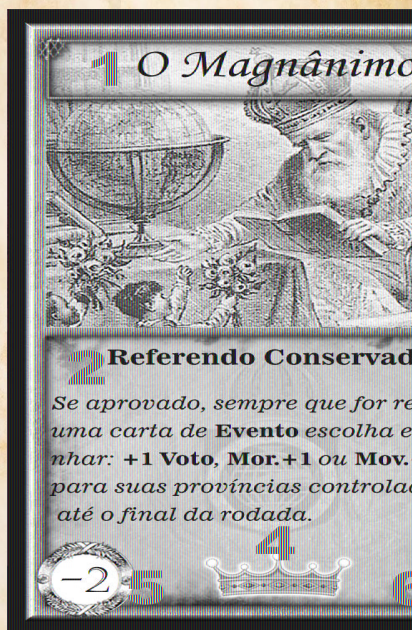 1 O Magnânimo
2 Referendo Conservad
Se aprovado, sempre que for re
uma carta de Evento escolha e
nhar: +1 Voto, Mor.+1 ou Mov.
para suas províncias controlad
até o final da rodada.
4
-2 5 6